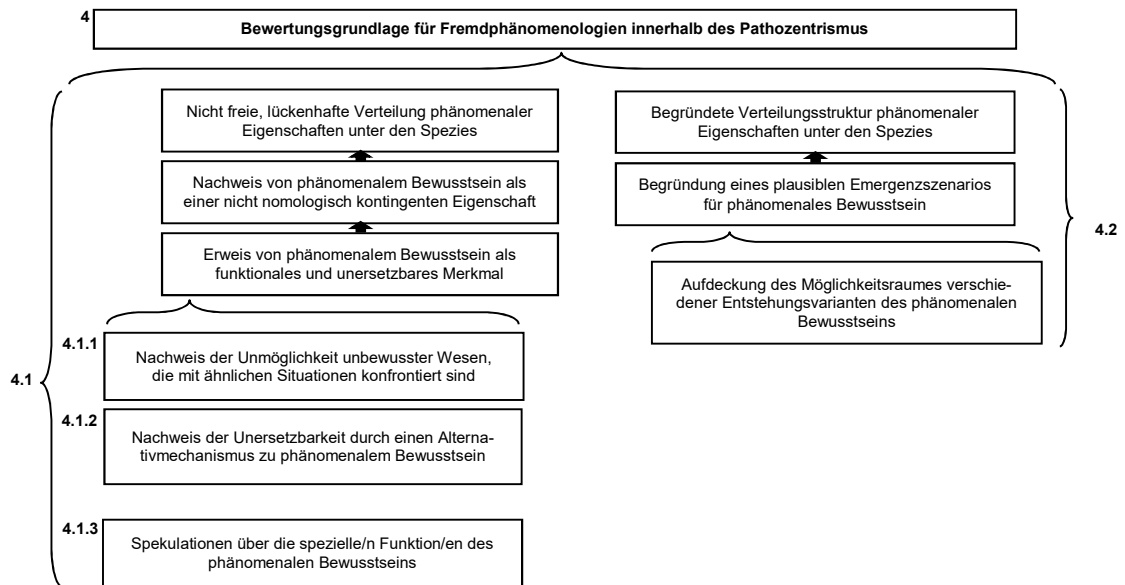 4
Bewertungsgrundlage für Fremdphänomenologien innerhalb des Pathozentrismus
4.1
Nicht freie, lückenhafte Verteilung phänomenaler
Eigenschaften unter den Spezies
Nachweis von phänomenalem Bewusstsein als
einer nicht nomologisch kontingenten Eigenschaft
Erweis von phänomenalem Bewusstsein als
funktionales und unersetzbares Merkmal
4.1.1
Nachweis der Unmöglichkeit unbewusster Wesen,
die mit ähnlichen Situationen konfrontiert sind
4.1.2
Nachweis der Unersetzbarkeit durch einen Alterna-
tivmechanismus zu phänomenalem Bewusstsein
4.1.3
Spekulationen über die spezielle/n Funktion/en des
phänomenalen Bewusstseins
Begründete Verteilungsstruktur phänomenaler
Eigenschaften unter den Spezies
Begründung eines plausiblen Emergenzszenarios
für phänomenales Bewusstsein
Aufdeckung des Möglichkeitsraumes verschie-
dener Entstehungsvarianten des phänomenalen
Bewusstseins
4.2